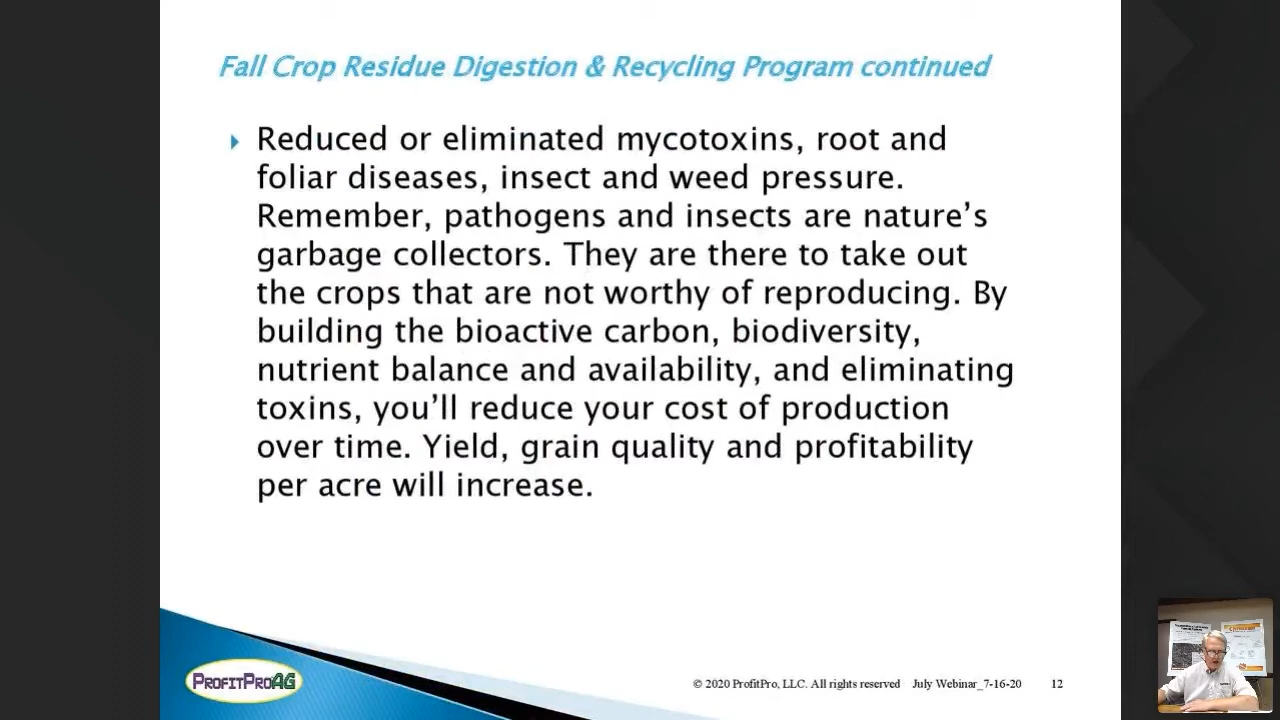 Fall Crop Residue Digestion & Recycling Program continued
Reduced or eliminated mycotoxins, root and
foliar diseases, insect and weed pressure.
Remember, pathogens and insects are nature’s
garbage collectors. They are there to take out
the crops that are not worthy of reproducing. By
building the bioactive carbon, biodiversity,
nutrient balance and availability, and eliminating
toxins, you’ll reduce your cost of production
over time. Yield, grain quality and profitability
per acre will increase.
PROFITPROAG
© 2020 ProfitPro, LLC. All rights reserved July Webinar_7-16-20 12